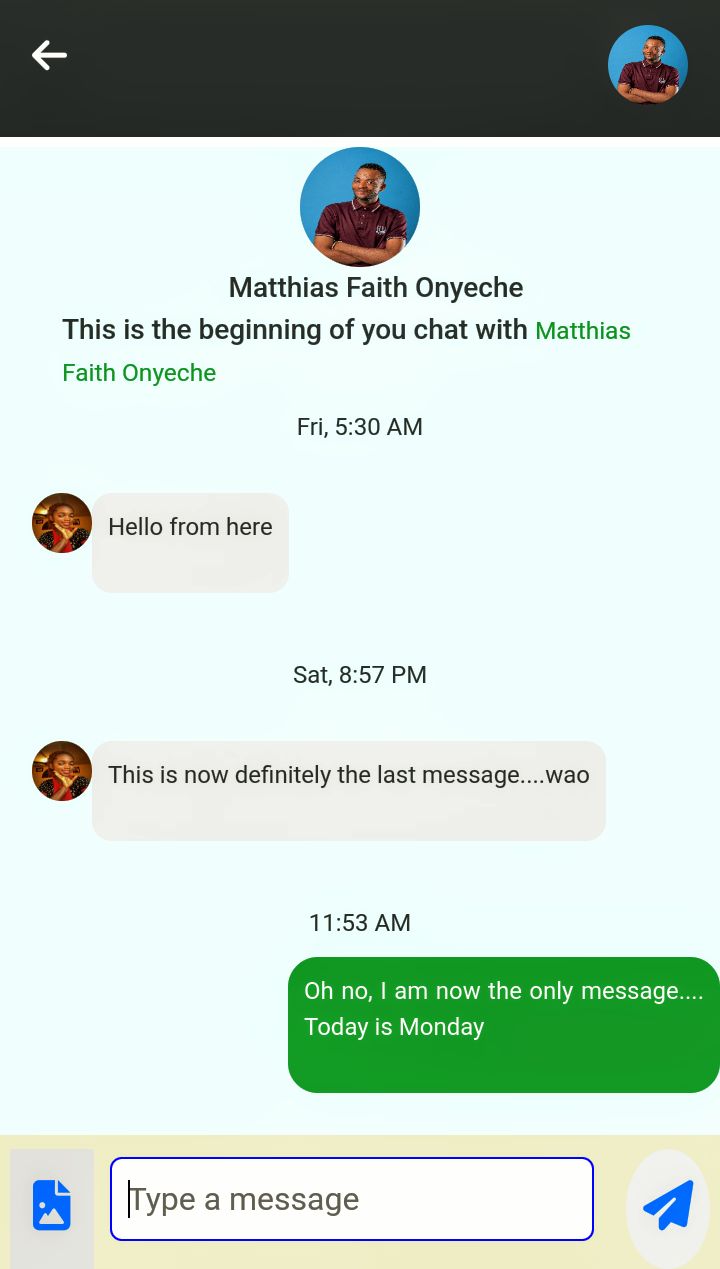 Matthias Faith Onyeche
This is the beginning of you chat with Matthias
Faith Onyeche
Fri, 5:30 AM
Hello from here
Sat, 8:57 PM
This is now definitely the last message....wao
11:53 AM
Oh no, I am now the only message....
Today is Monday
Type a message